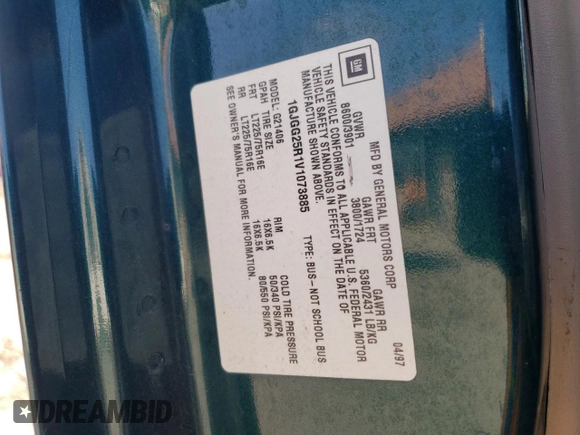 GM
MFD BY GENERAL MOTORS CORP 04/97
GVWR GAWR FRT GAWR RR
8600/3901 3800/1724 5360/2431 LB/KG
THIS VEHICLE CONFORMS TO ALL APPLICABLE U.S. FEDERAL MOTOR
VEHICLE SAFETY STANDARDS IN EFFECT ON THE DATE OF
MANUFACTURE SHOWN ABOVE.
1GJGG25R1V1073885 TYPE: BUS-NOT SCHOOL BUS
MODEL: G21406
GPAH TIRE SIZE RIM COLD TIRE PRESSURE
FRT LT225/75R16E 16X6.5K 50/340 PSI/KPA
RR LT225/75R16E 16X6.5K 80/550 PSI/KPA
SEE OWNER'S MANUAL FOR MORE INFORMATION.
DREAMBID